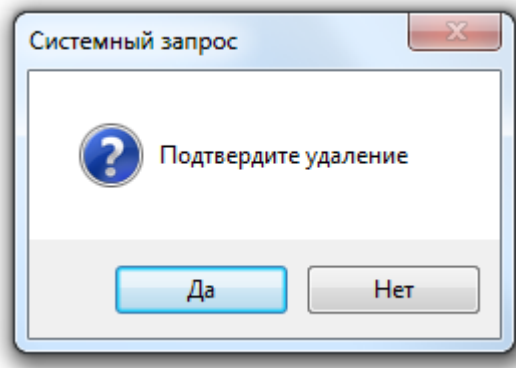 Системный запрос
Подтвердите удаление
Да
Нет